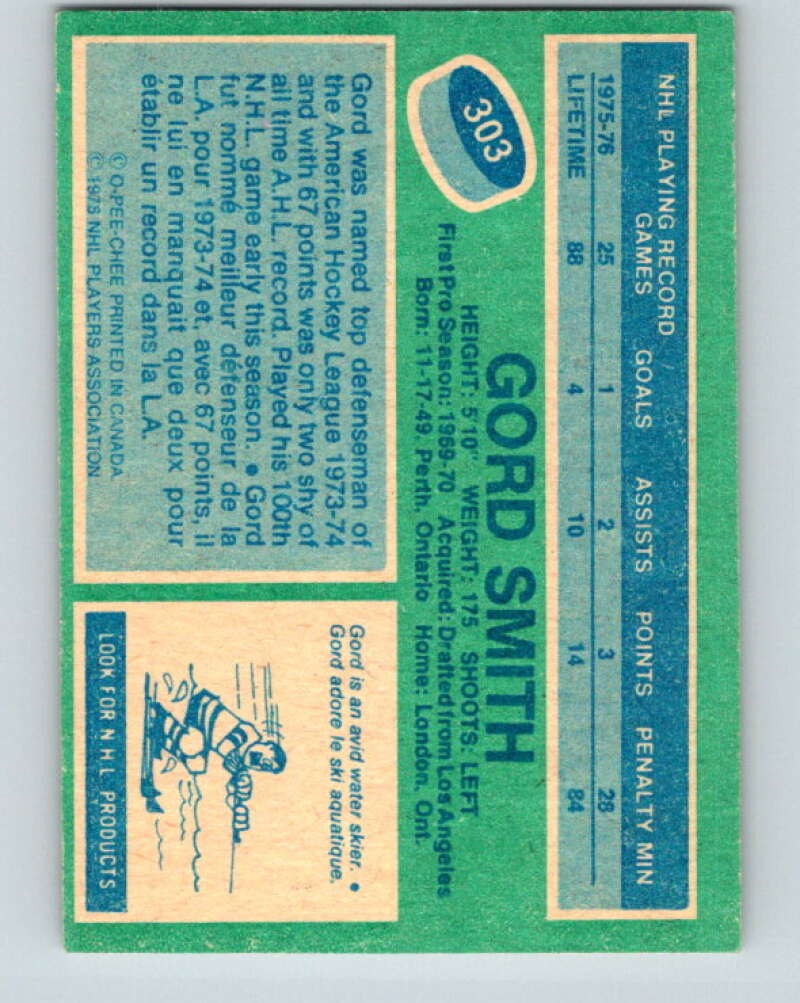 NHL PLAYING RECORD
GAMES GOALS ASSISTS POINTS PENALTY MIN
1975-76 25 1 2 3 28
LIFETIME 88 4 10 14 84
303
GORD SMITH
HEIGHT: 5'10" WEIGHT: 175 SHOOTS: LEFT
First Pro Season: 1969-70 Acquired: Drafted from Los Angeles
Born: 11-17-49, Perth, Ontario Home: London, Ont.
Gord was named top defenseman of
the American Hockey League 1973-74
and with 67 points was only two shy of
all time A.H.L. record. Played his 100th
N.H.L. game early this season. • Gord
fut nommé meilleur défenseur de la
L.A. pour 1973-74 et, avec 67 points, il
ne lui en manquait que deux pour
établir un record dans la L.A.
© O-PEE-CHEE PRINTED IN CANADA
© 1976 NHL PLAYERS ASSOCIATION
Gord is an avid water skier. •
Gord adore le ski aquatique.
LOOK FOR NHL PRODUCTS